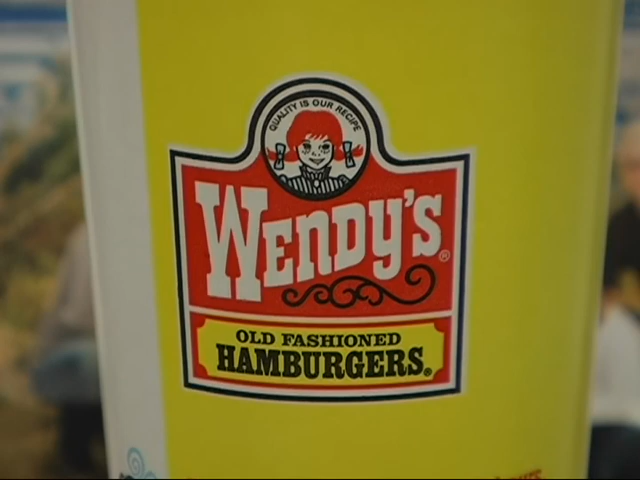 QUALITY IS OUR RECIPE
WENDY'S®
OLD FASHIONED
HAMBURGERS®